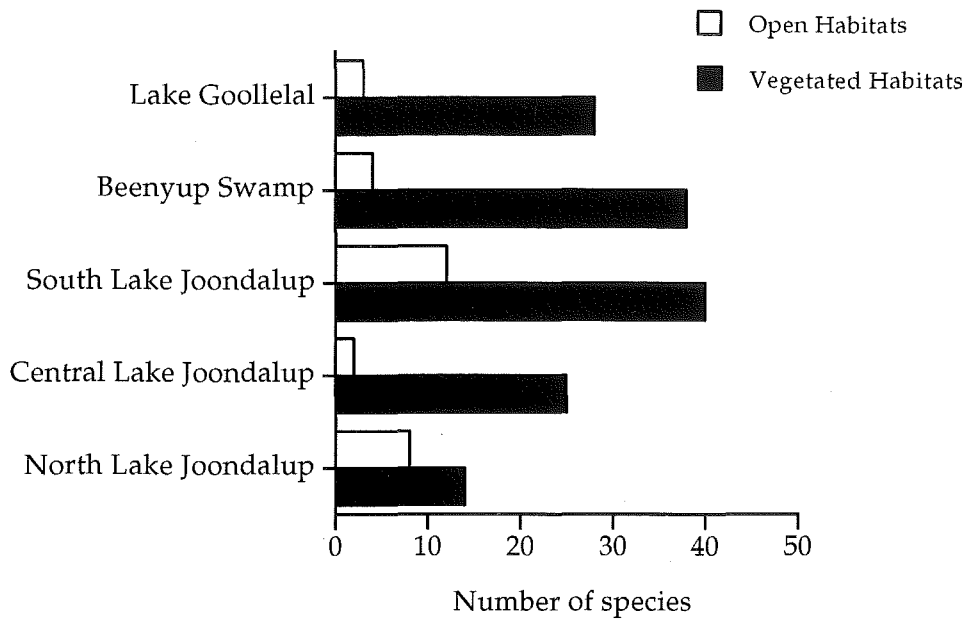 Open Habitats
Vegetated Habitats
Lake Goollelal
Beenyup Swamp
South Lake Joondalup
Central Lake Joondalup
North Lake Joondalup
0 10 20 30 40 50
Number of species